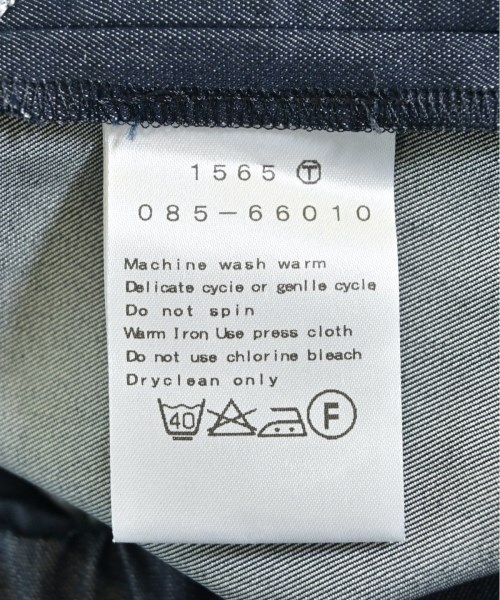 1565 Ⓣ
085-66010
Machine wash warm
Delicate cycie or genlle cycle
Do not spin
Warm Iron Use press cloth
Do not use chlorine bleach
Dryclean only
40 F